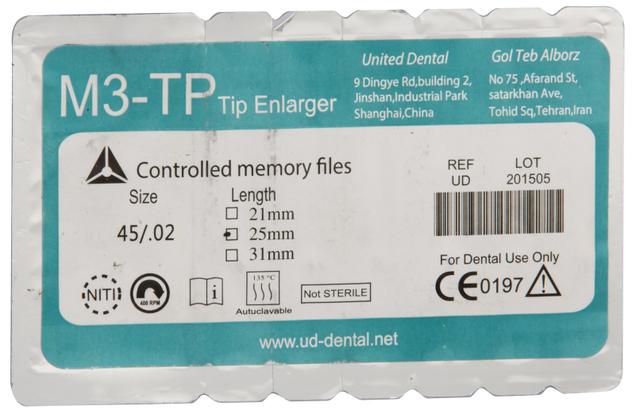 M3-TP Tip Enlarger
United Dental
9 Dingye Rd,building 2,
Jinshan,Industrial Park
Shanghai,China
Gol Teb Alborz
No 75 ,Afarand St,
satarkhan Ave,
Tohid Sq,Tehran,Iran
Controlled memory files
Size
45/.02
Length
21mm
25mm
31mm
REF
UD
LOT
201505
For Dental Use Only
CE0197
NITI
400 RPM
i
135 °C
Autoclavable
Not STERILE
www.ud-dental.net